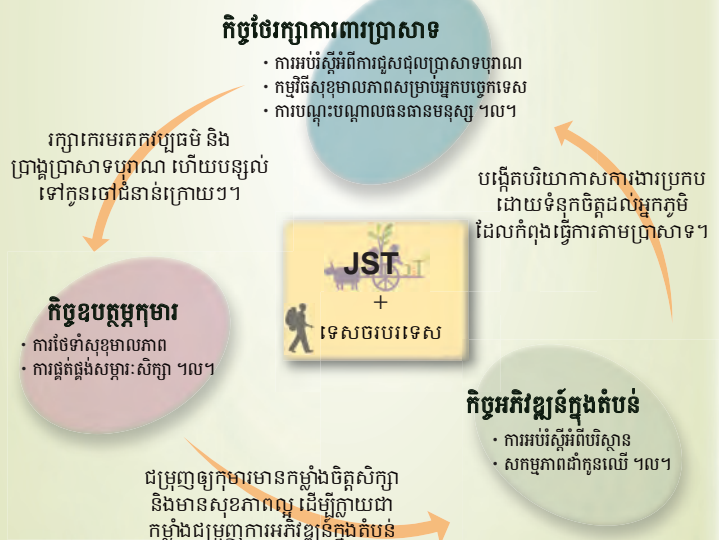 កិច្ចថែរក្សាការពារប្រាសាទ
• ការអប់រំស្តីអំពីការជួសជុលប្រាសាទបុរាណ
• កម្មវិធីសុខុមាលភាពសម្រាប់អ្នកបច្ចេកទេស
• ការបណ្តុះបណ្តាលធនធានមនុស្ស ។ល។
រក្សាកេរមរតកវប្បធម៌ និង
ប្រាង្គប្រាសាទបុរាណ ហើយបន្សល់
ទៅកូនចៅជំនាន់ក្រោយៗ។
បង្កើតបរិយាកាសការងារប្រកប
ដោយទំនុកចិត្តដល់អ្នកភូមិ
ដែលកំពុងធ្វើការតាមប្រាសាទ។
JST
+
ទេសចរបរទេស
កិច្ចឧបត្ថម្ភកុមារ
• ការថែទាំសុខុមាលភាព
• ការផ្គត់ផ្គង់សម្ភារៈសិក្សា ។ល។
កិច្ចអភិវឌ្ឍន៍ក្នុងតំបន់
• ការអប់រំស្តីអំពីបរិស្ថាន
• សកម្មភាពដាំកូនឈើ ។ល។
ជម្រុញឲ្យកុមារមានកម្លាំងចិត្តសិក្សា
និងមានសុខភាពល្អ ដើម្បីក្លាយជា
កម្លាំងជម្រុញការអភិវឌ្ឍន៍ក្នុងតំបន់